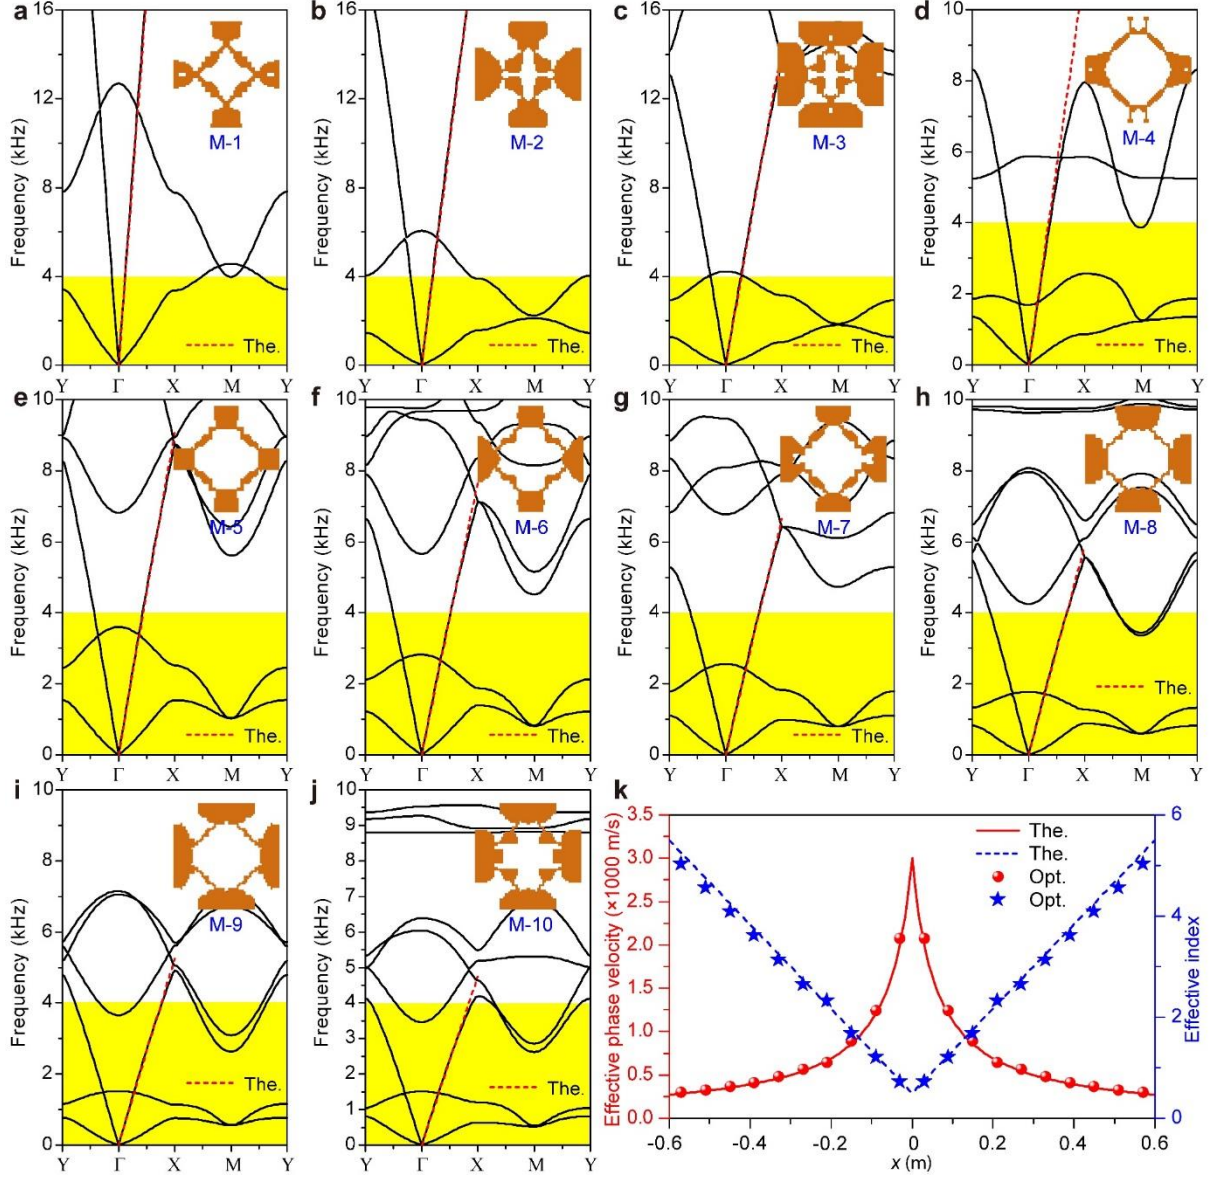 a
16
12
8
4
0
Frequency (kHz)
M-1
The.
Y Γ X M Y
b
16
12
8
4
0
Frequency (kHz)
M-2
The.
Y Γ X M Y
c
16
12
8
4
0
Frequency (kHz)
M-3
The.
Y Γ X M Y
d
10
8
6
4
2
0
Frequency (kHz)
M-4
The.
Y Γ X M Y
e
10
8
6
4
2
0
Frequency (kHz)
M-5
The.
Y Γ X M Y
f
10
8
6
4
2
0
Frequency (kHz)
M-6
The.
Y Γ X M Y
g
10
8
6
4
2
0
Frequency (kHz)
M-7
The.
Y Γ X M Y
h
10
8
6
4
2
0
Frequency (kHz)
M-8
The.
Y Γ X M Y
i
10
8
6
4
2
0
Frequency (kHz)
M-9
The.
Y Γ X M Y
j
10
9
8
7
6
5
4
3
2
1
0
Frequency (kHz)
M-10
The.
Y Γ X M Y
k
3.5
3.0
2.5
2.0
1.5
1.0
0.5
0.0
Effective phase velocity (×1000 m/s)
The.
The.
Opt.
Opt.
6
4
2
0
Effective index
-0.6 -0.4 -0.2 0 0.2 0.4 0.6
x (m)